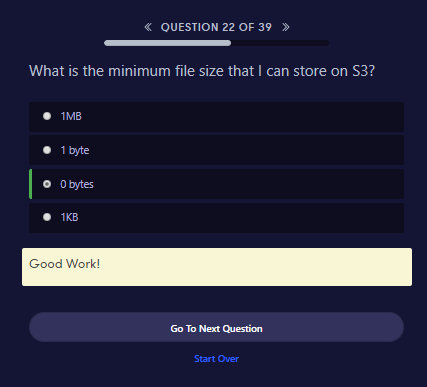 « QUESTION 22 OF 39 »
What is the minimum file size that I can store on S3?
1MB
1 byte
0 bytes
1KB
Good Work!
Go To Next Question
Start Over